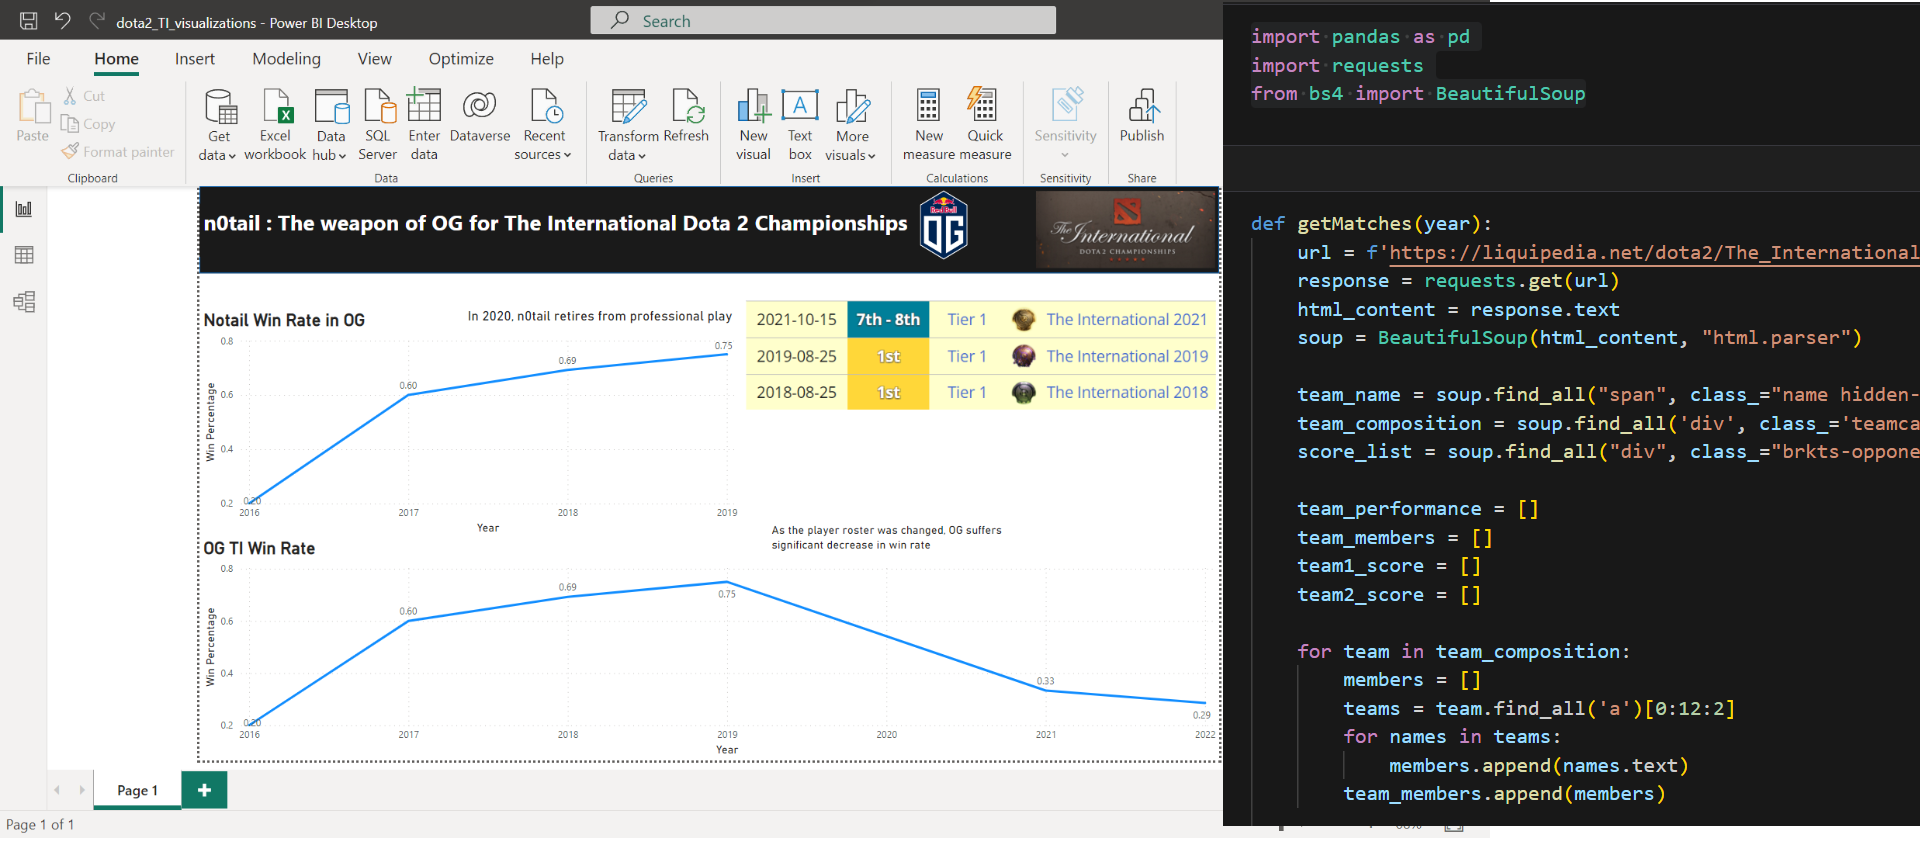 dota2_TI_visualizations - Power BI Desktop
Search
File Home Insert Modeling View Optimize Help
Paste
Cut
Copy
Format painter
Clipboard
Get data
Excel workbook
Data hub
SQL Server
Enter data
Dataverse
Recent sources
Data
Transform data
Refresh
Queries
New visual
Text box
More visuals
Insert
New measure
Quick measure
Calculations
Sensitivity
Sensitivity
Publish
Share
n0tail : The weapon of OG for The International Dota 2 Championships
Red Bull
OG
The International
DOTA 2 CHAMPIONSHIPS
Notail Win Rate in OG
In 2020, n0tail retires from professional play
Win Percentage
0.8
0.6
0.4
0.2
0.20
0.60
0.69
0.75
2016 2017 2018 2019
Year
2021-10-15 7th - 8th Tier 1 The International 2021
2019-08-25 1st Tier 1 The International 2019
2018-08-25 1st Tier 1 The International 2018
As the player roster was changed, OG suffers
significant decrease in win rate
OG TI Win Rate
Win Percentage
0.8
0.6
0.4
0.2
0.20
0.60
0.69
0.75
0.33
0.29
2016 2017 2018 2019 2020 2021 2022
Year
Page 1
Page 1 of 1
import pandas as pd
import requests
from bs4 import BeautifulSoup
def getMatches(year):
url = f'https://liquipedia.net/dota2/The_International
response = requests.get(url)
html_content = response.text
soup = BeautifulSoup(html_content, "html.parser")
team_name = soup.find_all("span", class_="name hidden-
team_composition = soup.find_all('div', class_='teamca
score_list = soup.find_all("div", class_="brkts-oppone
team_performance = []
team_members = []
team1_score = []
team2_score = []
for team in team_composition:
members = []
teams = team.find_all('a')[0:12:2]
for names in teams:
members.append(names.text)
team_members.append(members)